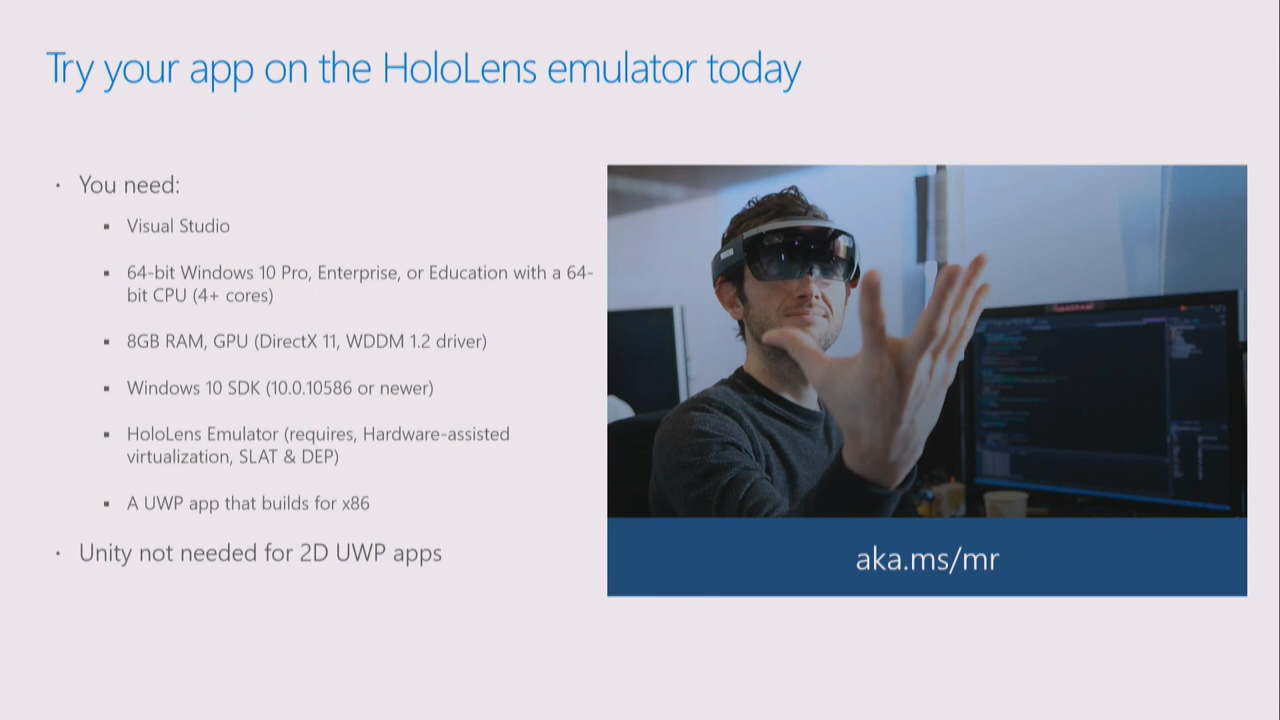 Try your app on the HoloLens emulator today
· You need:
▪ Visual Studio
▪ 64-bit Windows 10 Pro, Enterprise, or Education with a 64-
bit CPU (4+ cores)
▪ 8GB RAM, GPU (DirectX 11, WDDM 1.2 driver)
▪ Windows 10 SDK (10.0.10586 or newer)
▪ HoloLens Emulator (requires, Hardware-assisted
virtualization, SLAT & DEP)
▪ A UWP app that builds for x86
· Unity not needed for 2D UWP apps
aka.ms/mr